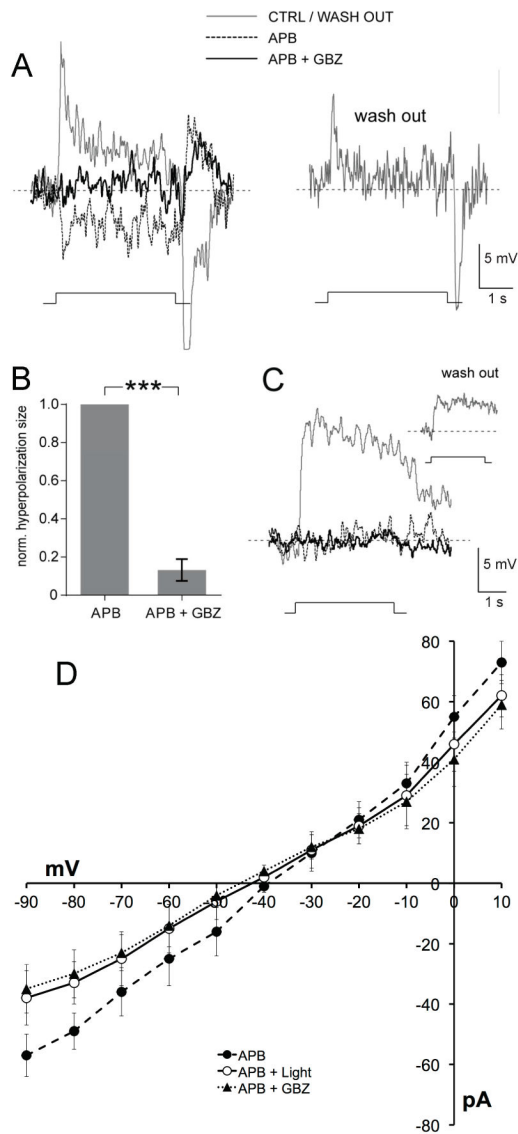 CTRL / WASH OUT
APB
APB + GBZ
A
wash out
5 mV
1 s
B
***
norm. hyperpolarization size
1.0
0.8
0.6
0.4
0.2
0
APB
APB + GBZ
C
wash out
5 mV
1 s
D
mV
pA
80
60
40
20
0
-20
-40
-60
-80
-90
-80
-70
-60
-50
-40
-30
-20
-10
0
10
APB
APB + Light
APB + GBZ